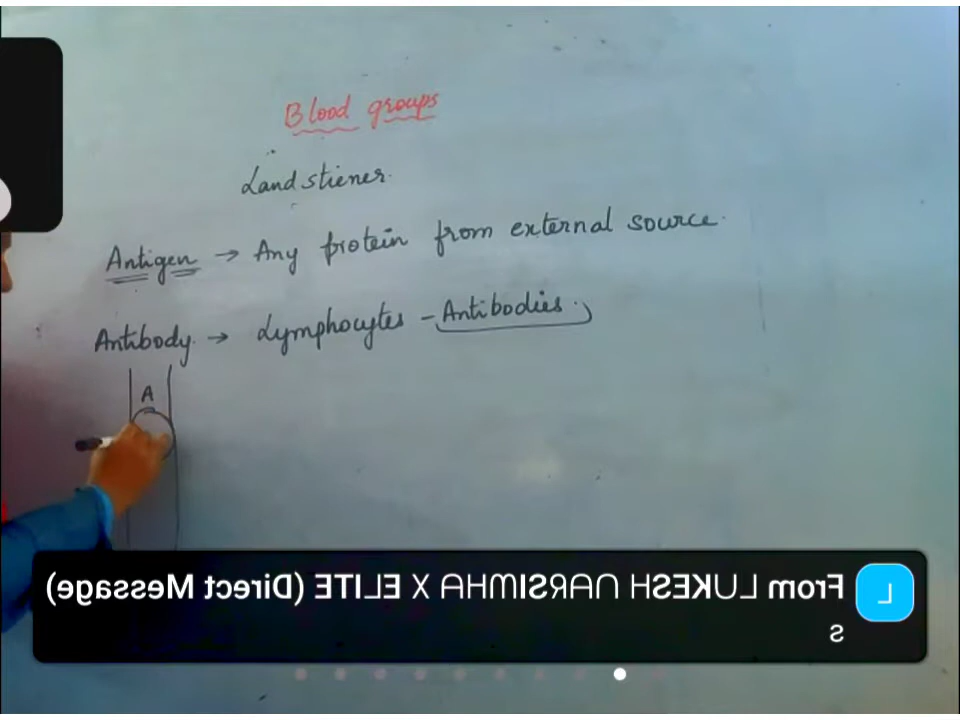 Blood groups
Landstiener.
Antigen → Any protein from external source.
Antibody. → Lymphocytes - Antibodies.
A
L
From LUKESH NARSIMHA X ELITE (Direct Message)
s